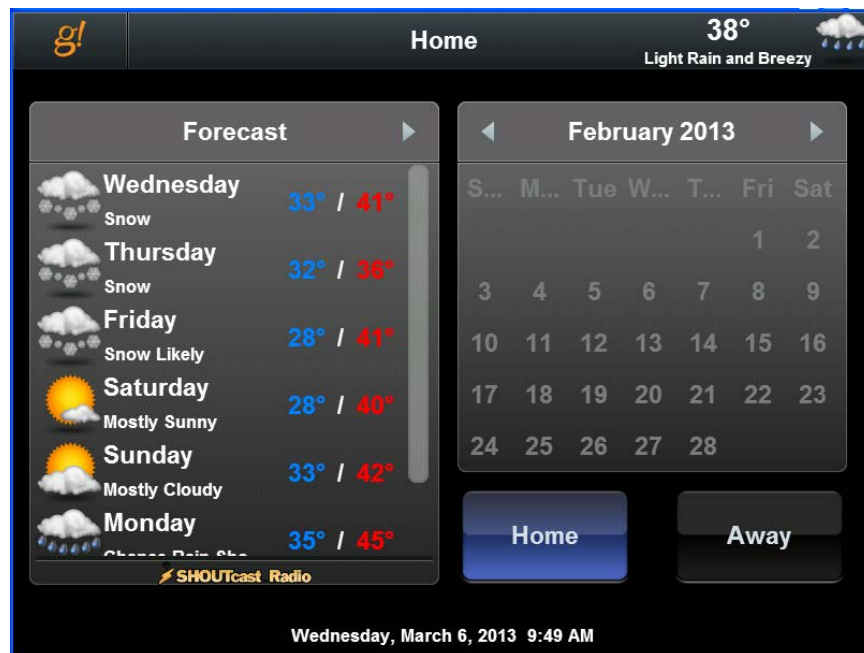 g!
Home
38°
Light Rain and Breezy
Forecast
Wednesday
Snow
33° / 41°
Thursday
Snow
32° / 36°
Friday
Snow Likely
28° / 41°
Saturday
Mostly Sunny
28° / 40°
Sunday
Mostly Cloudy
33° / 42°
Monday
Chance Rain Sho
35° / 45°
SHOUTcast Radio
February 2013
S... M... Tue W... T... Fri Sat
1 2
3 4 5 6 7 8 9
10 11 12 13 14 15 16
17 18 19 20 21 22 23
24 25 26 27 28
Home
Away
Wednesday, March 6, 2013 9:49 AM